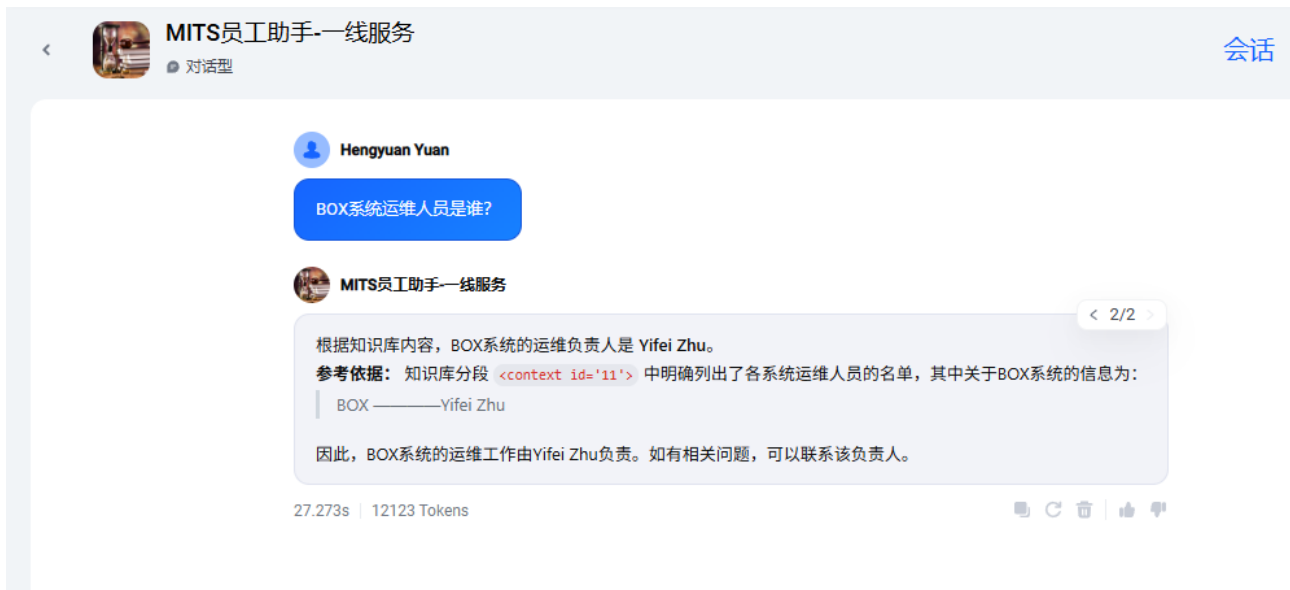 MITS员工助手-一线服务
对话型
会话
Hengyuan Yuan
BOX系统运维人员是谁?
MITS员工助手-一线服务
< 2/2 >
根据知识库内容，BOX系统的运维负责人是 Yifei Zhu。
参考依据： 知识库分段 <context id='11'> 中明确列出了各系统运维人员的名单，其中关于BOX系统的信息为：
BOX ————Yifei Zhu
因此，BOX系统的运维工作由Yifei Zhu负责。如有相关问题，可以联系该负责人。
27.273s | 12123 Tokens